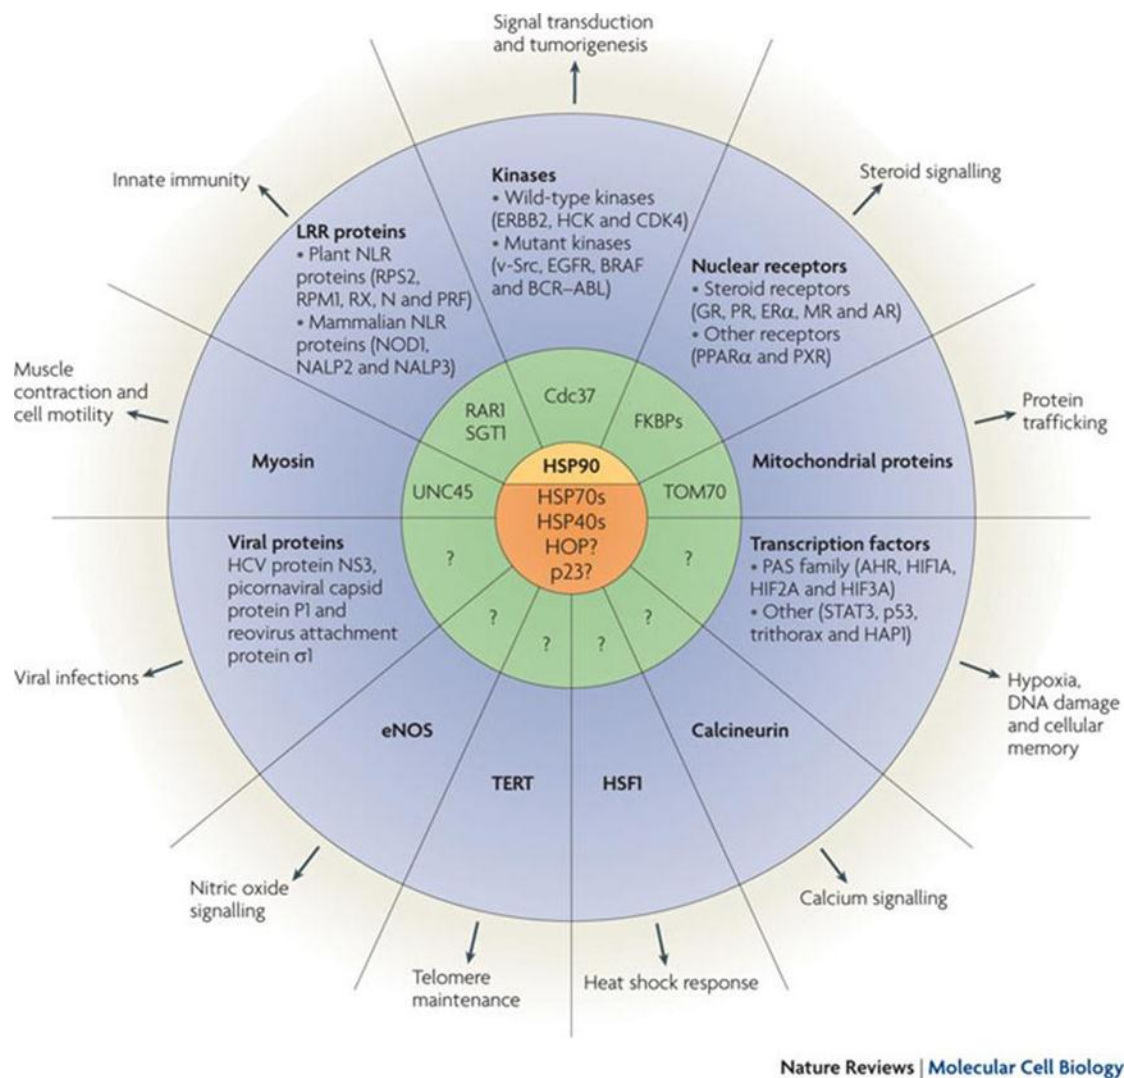 Signal transduction
and tumorigenesis
Innate immunity
Steroid signalling
Kinases
• Wild-type kinases
(ERBB2, HCK and CDK4)
• Mutant kinases
(v-Src, EGFR, BRAF
and BCR–ABL)
LRR proteins
• Plant NLR
proteins (RPS2,
RPM1, RX, N and PRF)
• Mammalian NLR
proteins (NOD1,
NALP2 and NALP3)
Nuclear receptors
• Steroid receptors
(GR, PR, ERα, MR and AR)
• Other receptors
(PPARα and PXR)
Muscle
contraction and
cell motility
Protein
trafficking
RAR1
SGT1
Cdc37
FKBPs
Myosin
UNC45
HSP90
TOM70
Mitochondrial proteins
HSP70s
HSP40s
HOP?
p23?
Viral proteins
HCV protein NS3,
picornaviral capsid
protein P1 and
reovirus attachment
protein σ1
?
?
?
?
?
?
Transcription factors
• PAS family (AHR, HIF1A,
HIF2A and HIF3A)
• Other (STAT3, p53,
trithorax and HAP1)
Viral infections
Hypoxia,
DNA damage
and cellular
memory
eNOS
TERT
HSF1
Calcineurin
Nitric oxide
signalling
Telomere
maintenance
Heat shock response
Calcium signalling
Nature Reviews | Molecular Cell Biology